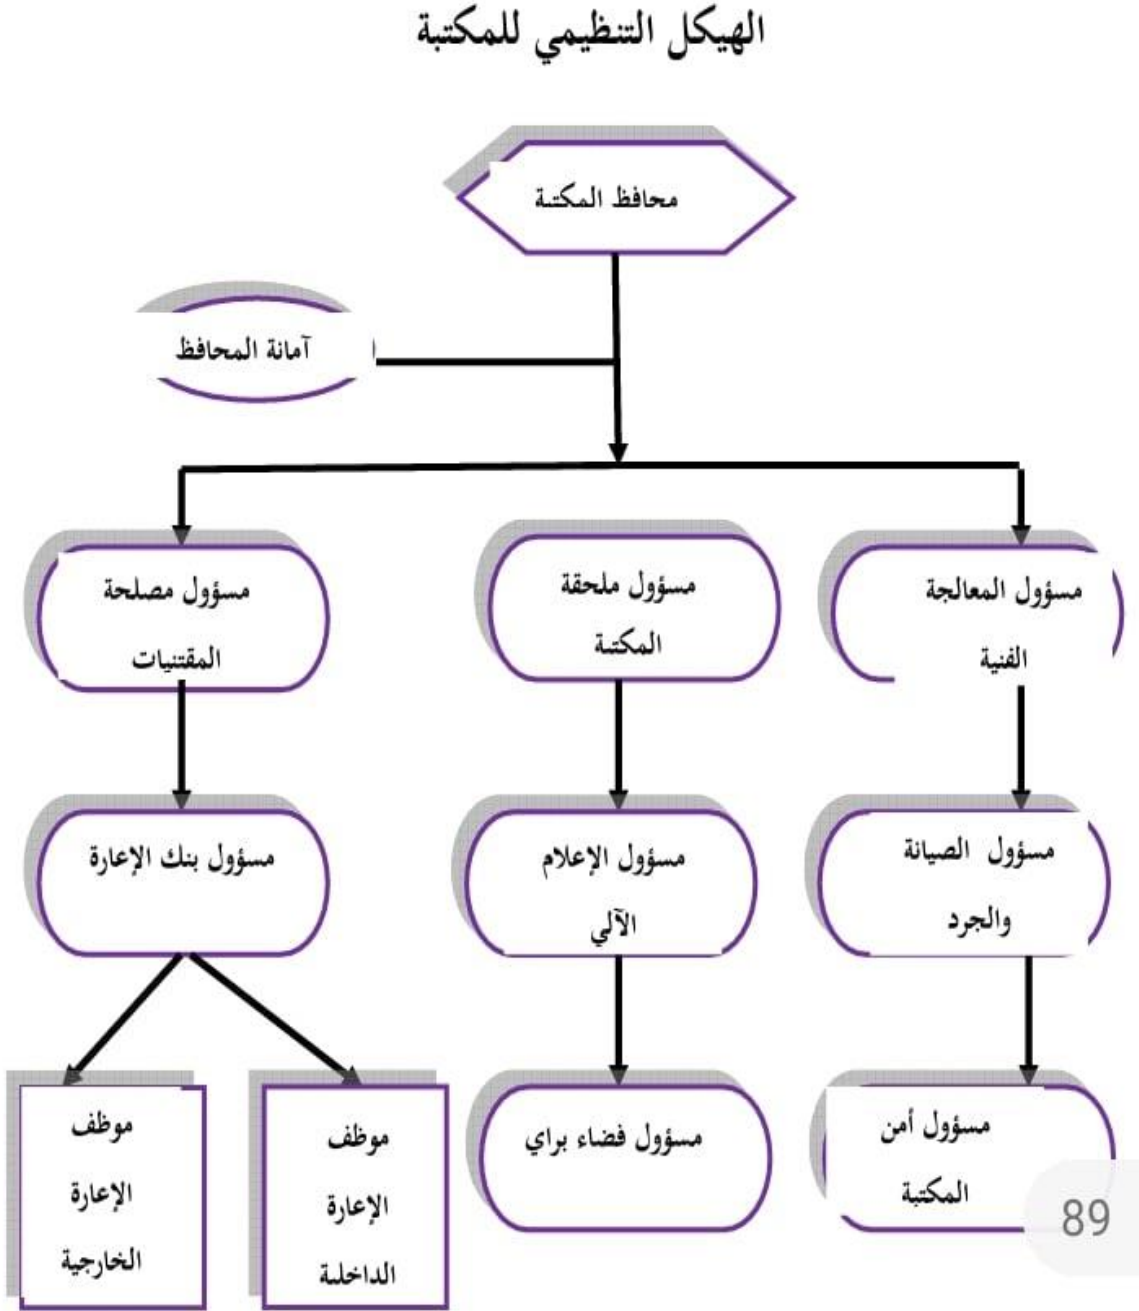 الهيكل التنظيمي للمكتبة
محافظ المكتبة
آمانة المحافظ
مسؤول المعالجة
الفنية
مسؤول ملحقة
المكتبة
مسؤول مصلحة
المقتنيات
مسؤول الصيانة
والجرد
مسؤول الإعلام
الآلي
مسؤول بنك الإعارة
مسؤول أمن
المكتبة
مسؤول فضاء براي
موظف
الإعارة
الداخلية
موظف
الإعارة
الخارجية
89